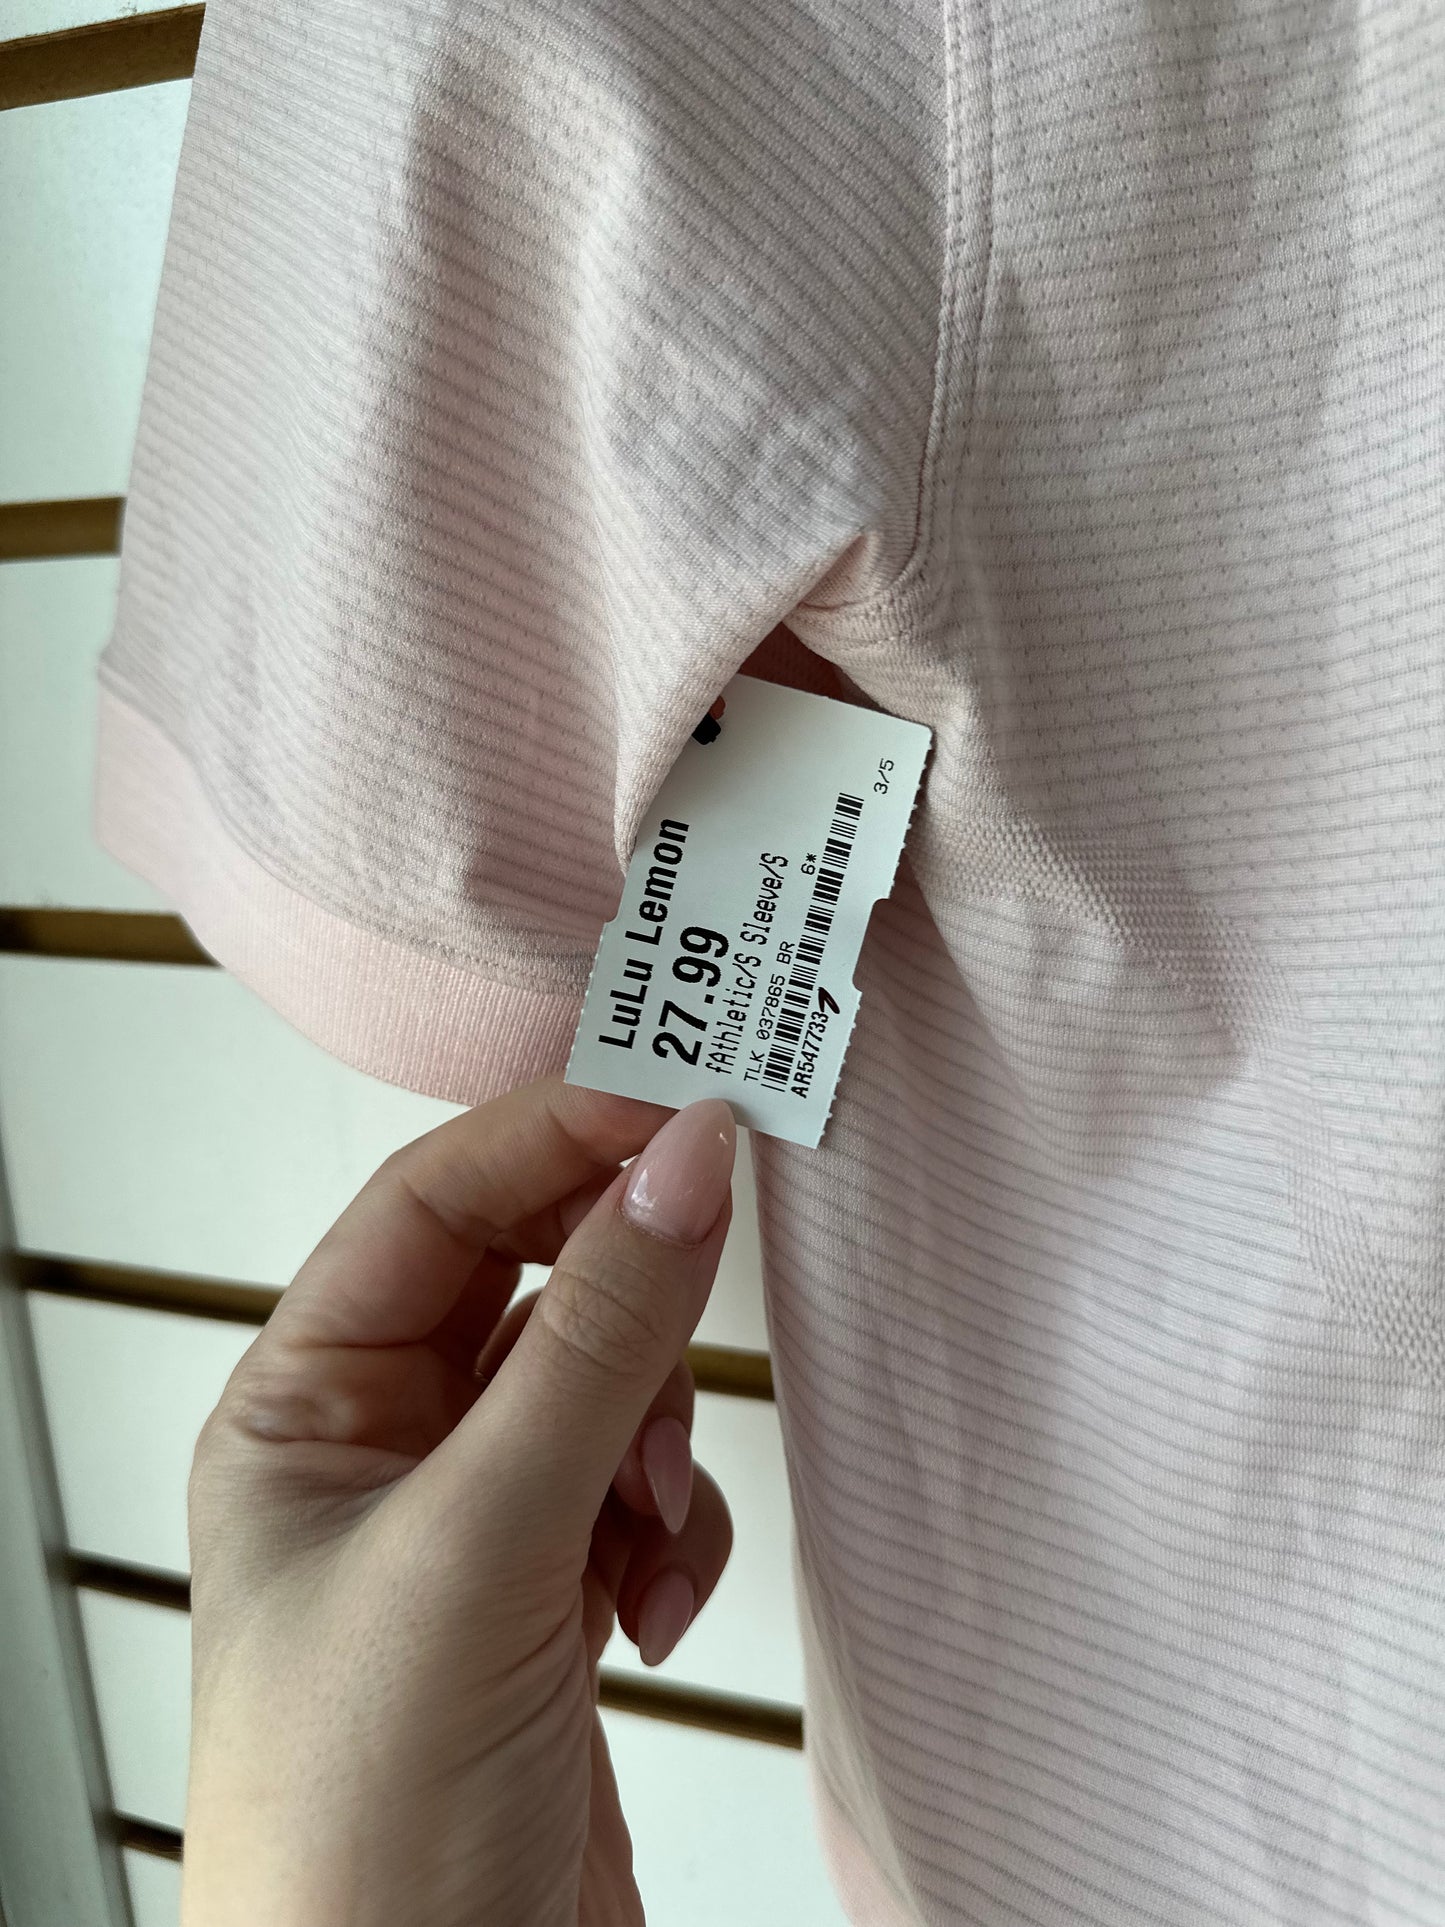 LuLu Lemon
27.99
fAthletic/S Sleeve/S
TLK 037865 BR 6*
AR547733
3/5